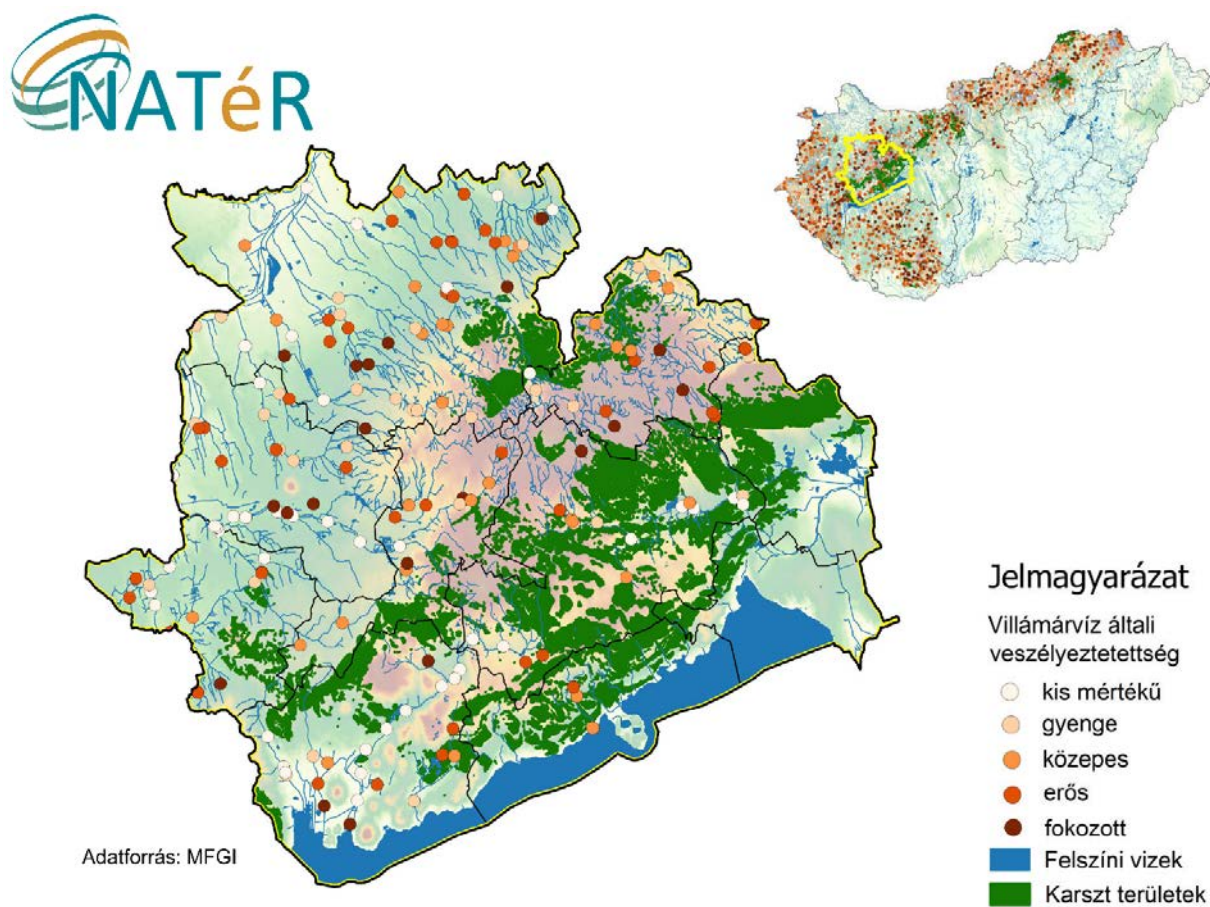 NATéR
Jelmagyarázat
Villámárvíz általi
veszélyeztetettség
kis mértékű
gyenge
közepes
erős
fokozott
Felszíni vizek
Karszt területek
Adatforrás: MFGI